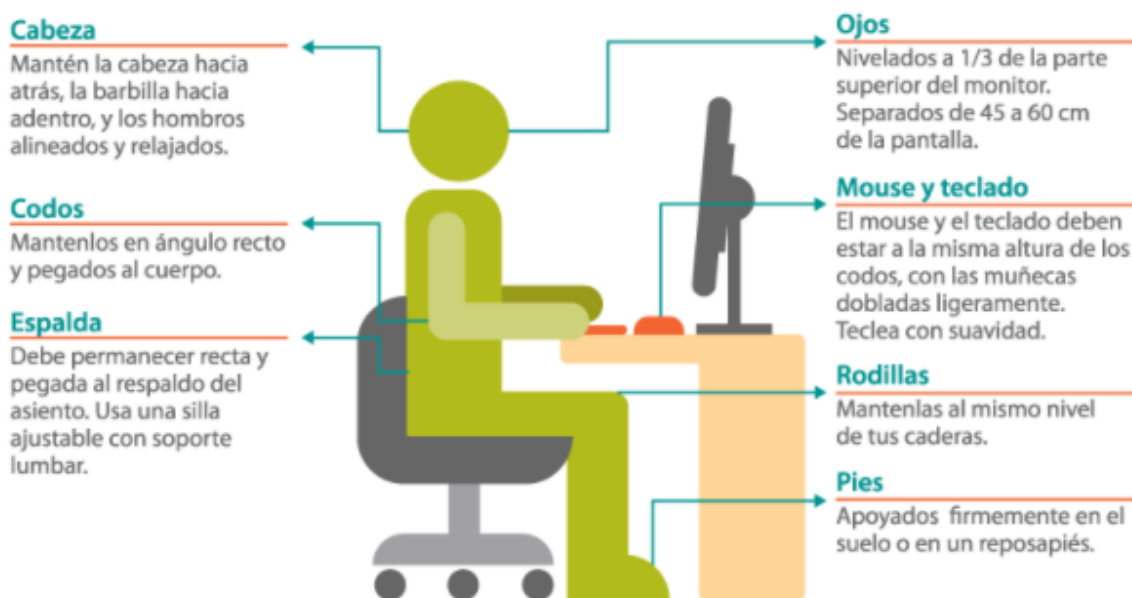 Cabeza
Mantén la cabeza hacia
atrás, la barbilla hacia
adentro, y los hombros
alineados y relajados.
Codos
Mantenlos en ángulo recto
y pegados al cuerpo.
Espalda
Debe permanecer recta y
pegada al respaldo del
asiento. Usa una silla
ajustable con soporte
lumbar.
Ojos
Nivelados a 1/3 de la parte
superior del monitor.
Separados de 45 a 60 cm
de la pantalla.
Mouse y teclado
El mouse y el teclado deben
estar a la misma altura de los
codos, con las muñecas
dobladas ligeramente.
Teclea con suavidad.
Rodillas
Mantenlas al mismo nivel
de tus caderas.
Pies
Apoyados firmemente en el
suelo o en un reposapiés.